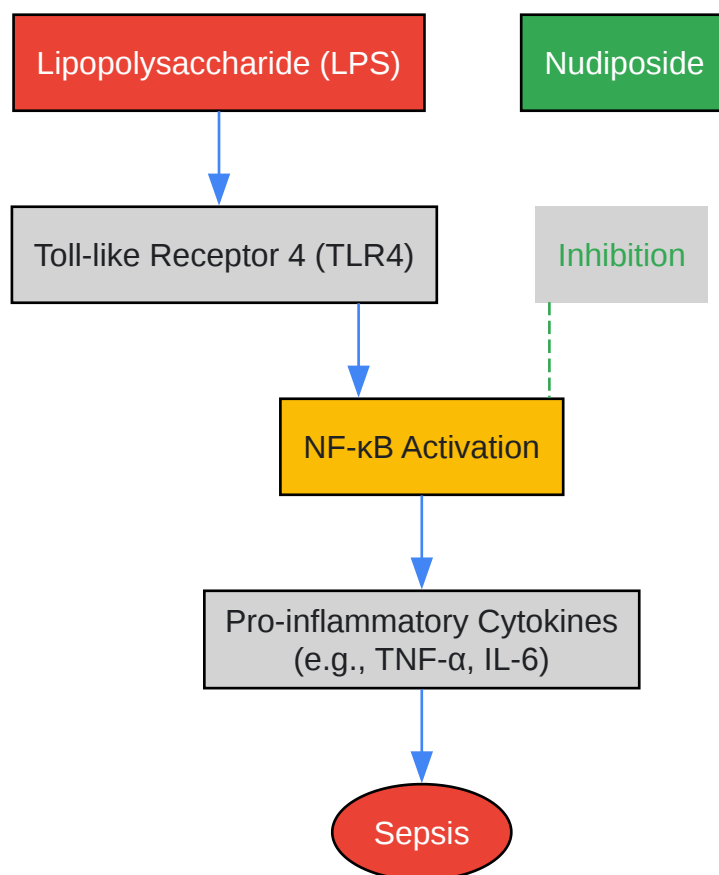 Lipopolysaccharide (LPS)
Nudiposide
Toll-like Receptor 4 (TLR4)
Inhibition
NF-κB Activation
Pro-inflammatory Cytokines
(e.g., TNF-α, IL-6)
Sepsis